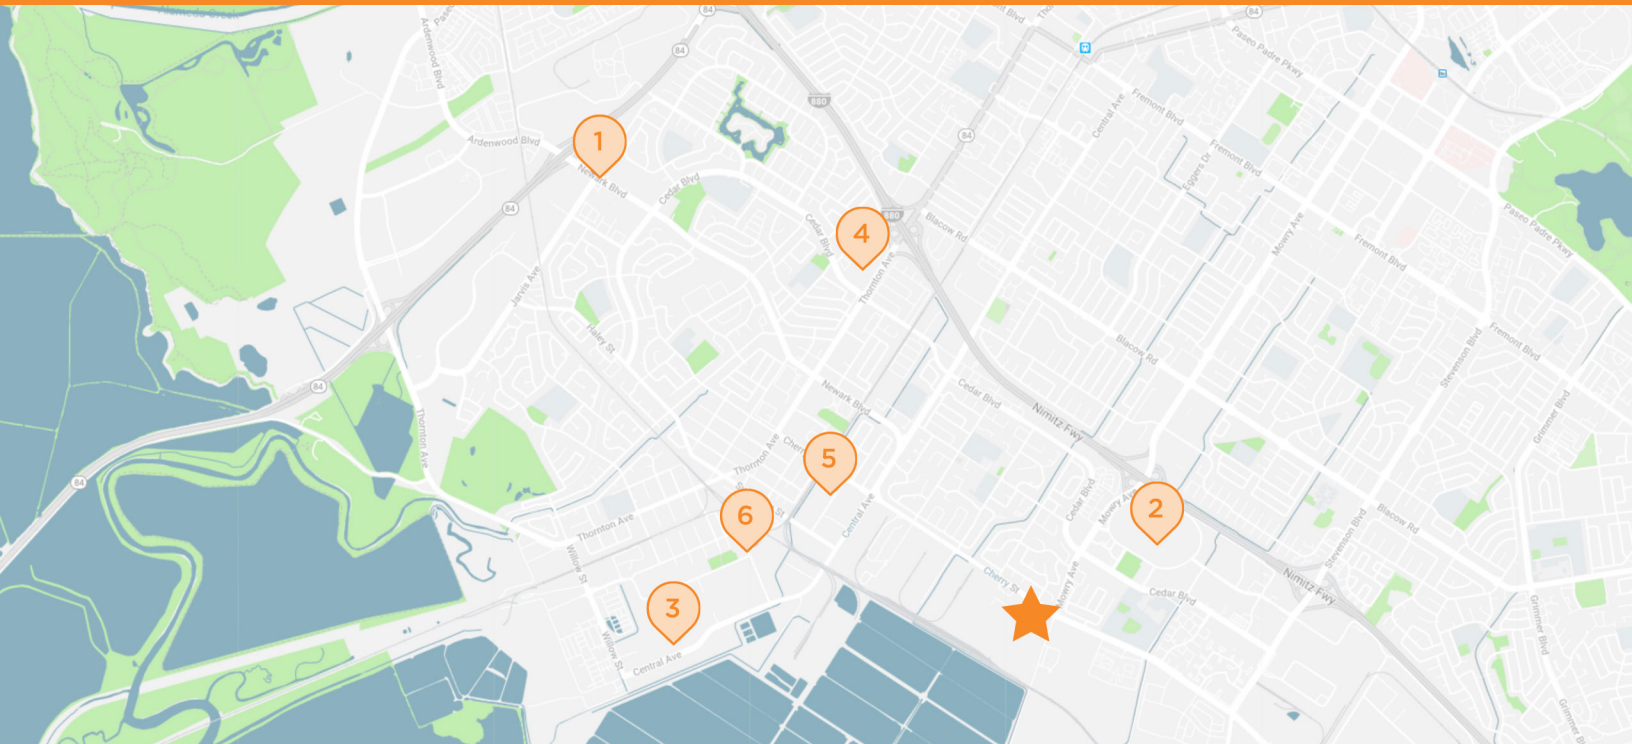 Alameda Creek
84
84
Ardenwood Blvd
880
Paseo Padre Pkwy
Fremont Blvd
Central Ave
84
Ardenwood Blvd
1
Newark Blvd
Cedar Blvd
84
Fremont Blvd
Eggers Dr
Mowry Ave
Paseo Padre Pkwy
Fremont Blvd
4
880
Blacow Rd
Cedar Blvd
Thornton Ave
Jarvis Ave
Haley St
Blacow Rd
Stevenson Blvd
Fremont Blvd
84
Thornton Ave
Newark Blvd
Cedar Blvd
Nimitz Fwy
Grimmer Blvd
Thornton Ave
5
84
Cedar Blvd
Mowry Ave
2
Central Ave
6
Thornton Ave
Blacow Rd
Stevenson Blvd
Willow St
Cherry St
Mowry Ave
Cedar Blvd
Nimitz Fwy
3
Willow St
Central Ave
Grimmer Blvd